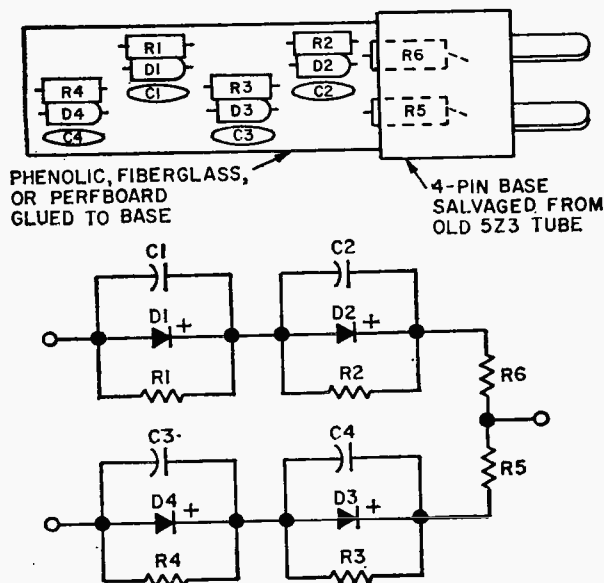 R1
D1
C1
R2
D2
C2
R6
R4
D4
C4
R3
D3
C3
R5
PHENOLIC, FIBERGLASS,
OR PERFBOARD
GLUED TO BASE
4-PIN BASE
SALVAGED FROM
OLD 5Z3 TUBE
C1
C2
D1 +
D2 +
R1
R2
R6
C3
C4
R5
D4 +
D3 +
R4
R3